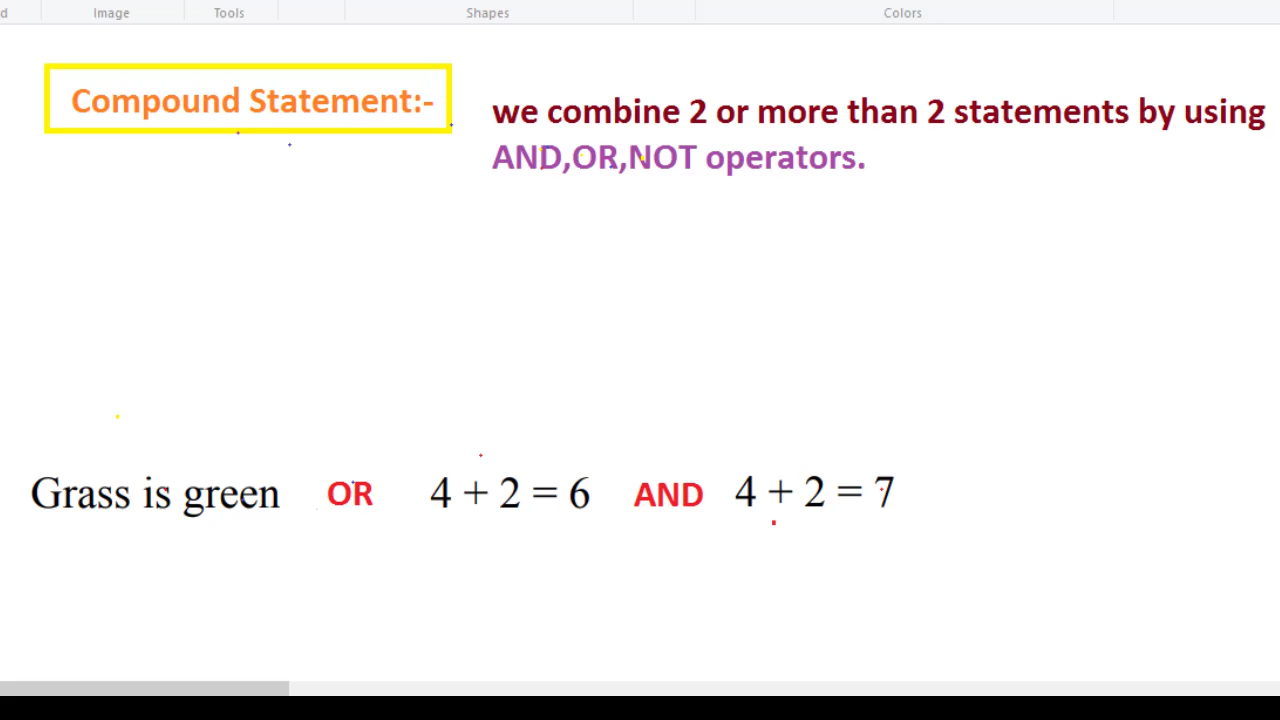 d Image Tools Shapes Colors
Compound Statement:-
we combine 2 or more than 2 statements by using
AND,OR,NOT operators.
Grass is green OR 4 + 2 = 6 AND 4 + 2 = 7